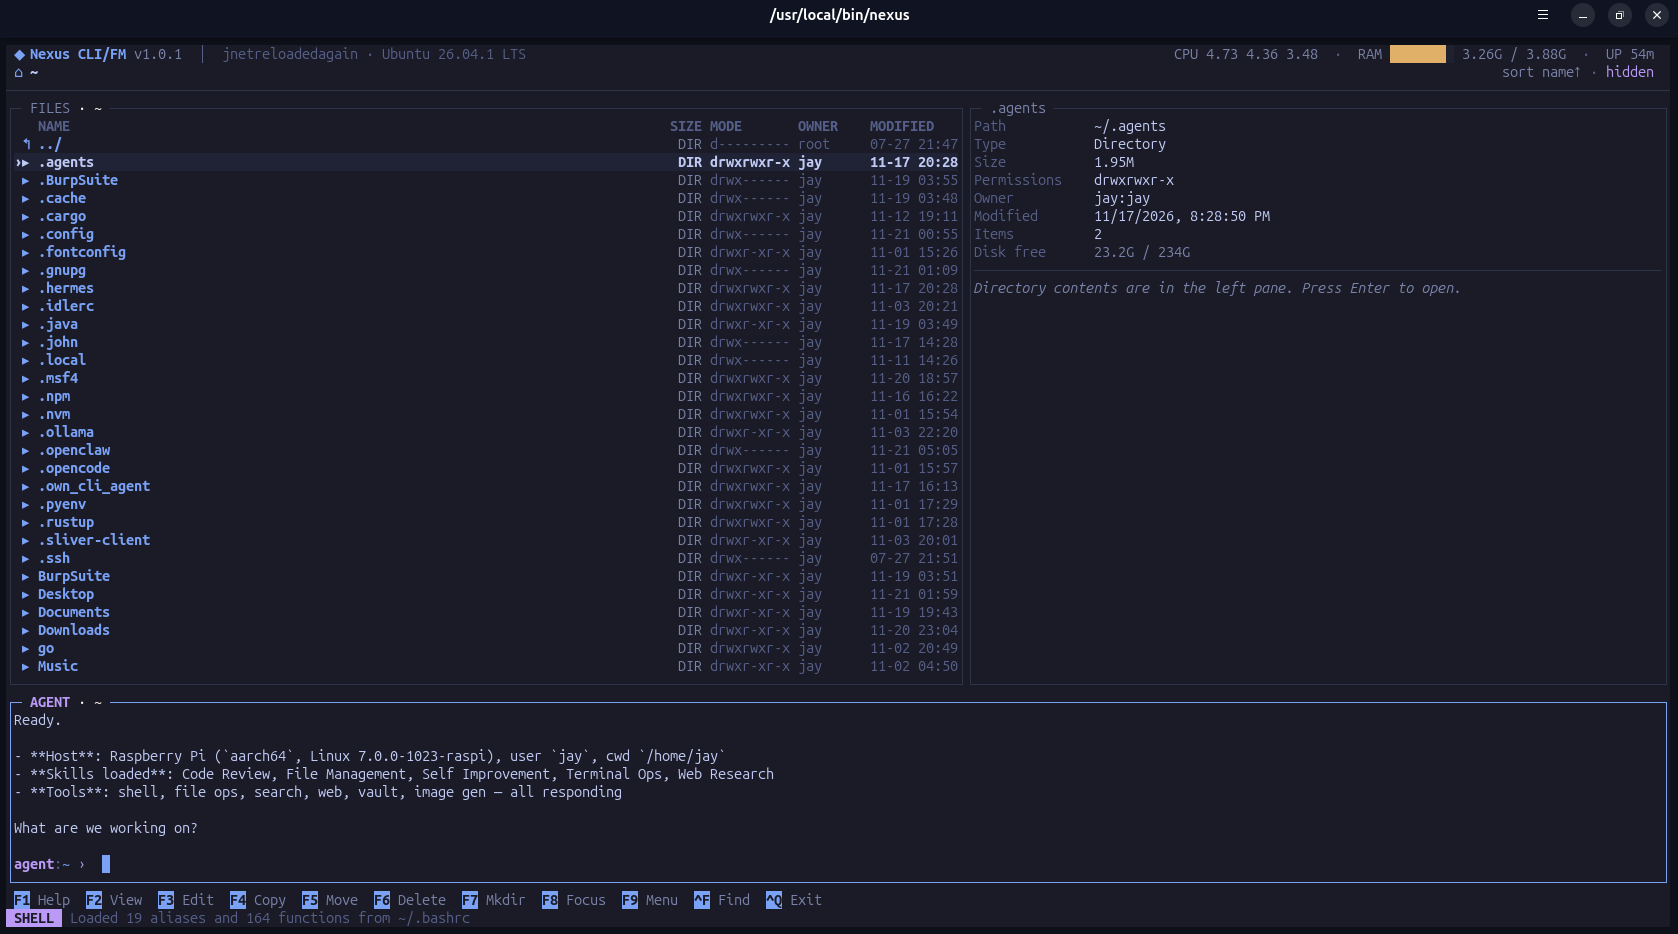 /usr/local/bin/nexus
◆ Nexus CLI/FM v1.0.1 │ jnetreloadedagain · Ubuntu 26.04.1 LTS CPU 4.73 4.36 3.48 · RAM 3.26G / 3.88G · UP 54m
⌂ ~ sort name↑ · hidden
FILES · ~
NAME SIZE MODE OWNER MODIFIED
↰ ../ DIR d--------- root 07-27 21:47
›▸ .agents DIR drwxrwxr-x jay 11-17 20:28
▸ .BurpSuite DIR drwx------ jay 11-19 03:55
▸ .cache DIR drwx------ jay 11-19 03:48
▸ .cargo DIR drwxrwxr-x jay 11-12 19:11
▸ .config DIR drwx------ jay 11-21 00:55
▸ .fontconfig DIR drwxr-xr-x jay 11-01 15:26
▸ .gnupg DIR drwx------ jay 11-21 01:09
▸ .hermes DIR drwxrwxr-x jay 11-17 20:28
▸ .idlerc DIR drwxrwxr-x jay 11-03 20:21
▸ .java DIR drwxr-xr-x jay 11-19 03:49
▸ .john DIR drwx------ jay 11-17 14:28
▸ .local DIR drwx------ jay 11-11 14:26
▸ .msf4 DIR drwxrwxr-x jay 11-20 18:57
▸ .npm DIR drwxrwxr-x jay 11-16 16:22
▸ .nvm DIR drwxrwxr-x jay 11-01 15:54
▸ .ollama DIR drwxr-xr-x jay 11-03 22:20
▸ .openclaw DIR drwx------ jay 11-21 05:05
▸ .opencode DIR drwxrwxr-x jay 11-01 15:57
▸ .own_cli_agent DIR drwxrwxr-x jay 11-17 16:13
▸ .pyenv DIR drwxrwxr-x jay 11-01 17:29
▸ .rustup DIR drwxrwxr-x jay 11-01 17:28
▸ .sliver-client DIR drwxr-xr-x jay 11-03 20:01
▸ .ssh DIR drwx------ jay 07-27 21:51
▸ BurpSuite DIR drwxr-xr-x jay 11-19 03:51
▸ Desktop DIR drwxr-xr-x jay 11-21 01:59
▸ Documents DIR drwxr-xr-x jay 11-19 19:43
▸ Downloads DIR drwxr-xr-x jay 11-20 23:04
▸ go DIR drwxrwxr-x jay 11-02 20:49
▸ Music DIR drwxr-xr-x jay 11-02 04:50
.agents
Path ~/.agents
Type Directory
Size 1.95M
Permissions drwxrwxr-x
Owner jay:jay
Modified 11/17/2026, 8:28:50 PM
Items 2
Disk free 23.2G / 234G
Directory contents are in the left pane. Press Enter to open.
AGENT · ~
Ready.
- **Host**: Raspberry Pi (`aarch64`, Linux 7.0.0-1023-raspi), user `jay`, cwd `/home/jay`
- **Skills loaded**: Code Review, File Management, Self Improvement, Terminal Ops, Web Research
- **Tools**: shell, file ops, search, web, vault, image gen — all responding
What are we working on?
agent:~ ›
F1 Help F2 View F3 Edit F4 Copy F5 Move F6 Delete F7 Mkdir F8 Focus F9 Menu ^F Find ^Q Exit
SHELL Loaded 19 aliases and 164 functions from ~/.bashrc